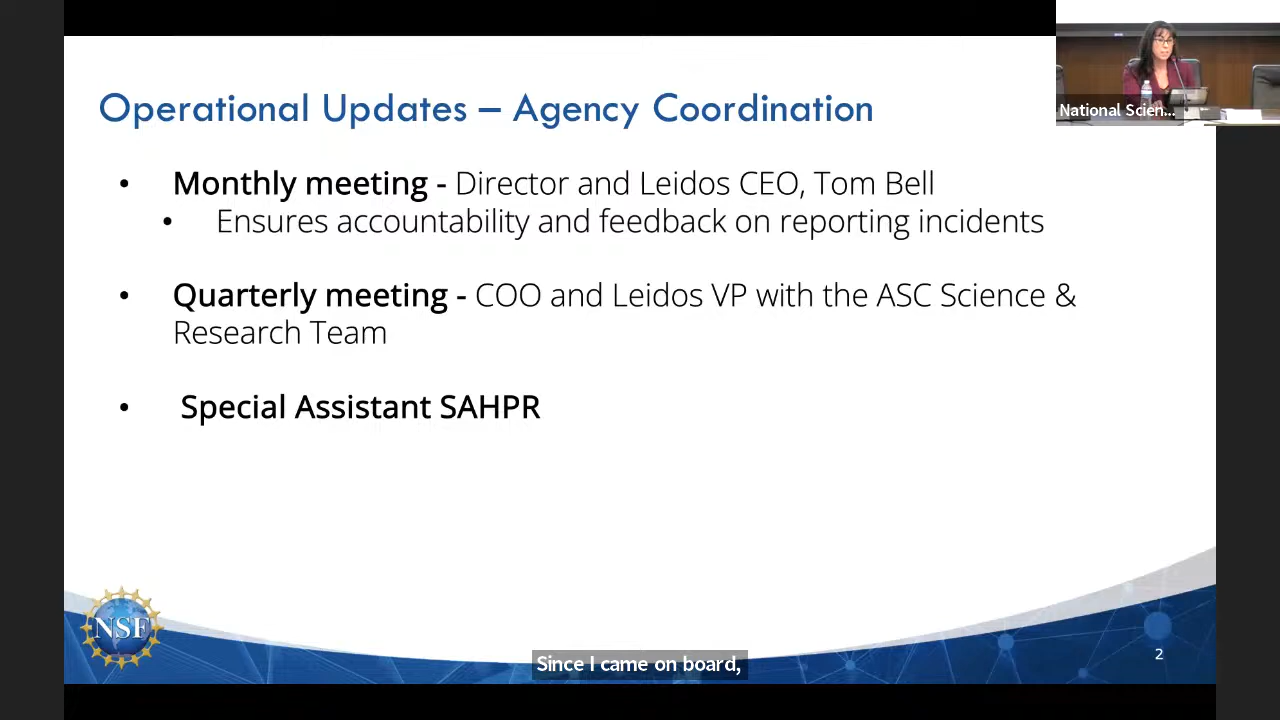 Operational Updates – Agency Coordination
National Scien...
• Monthly meeting - Director and Leidos CEO, Tom Bell
• Ensures accountability and feedback on reporting incidents
• Quarterly meeting - COO and Leidos VP with the ASC Science &
Research Team
• Special Assistant SAHPR
NSF
Since I came on board,
2